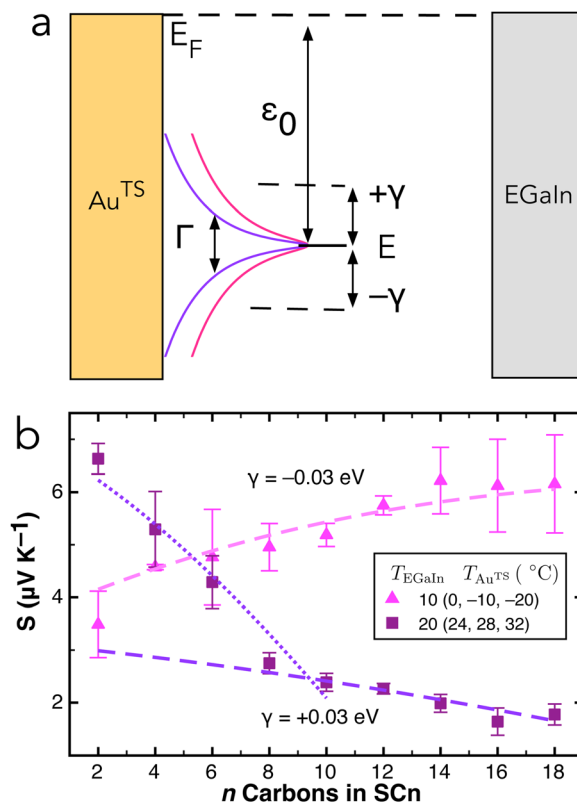 a
E_F
ε₀
Au^TS
EGaIn
+γ
Γ
E
−γ
b
γ = −0.03 eV
6
S (µV K⁻¹)
T_EGaIn T_Au^TS ( °C)
10 (0, −10, −20)
20 (24, 28, 32)
4
2
γ = +0.03 eV
2 4 6 8 10 12 14 16 18
n Carbons in SCn